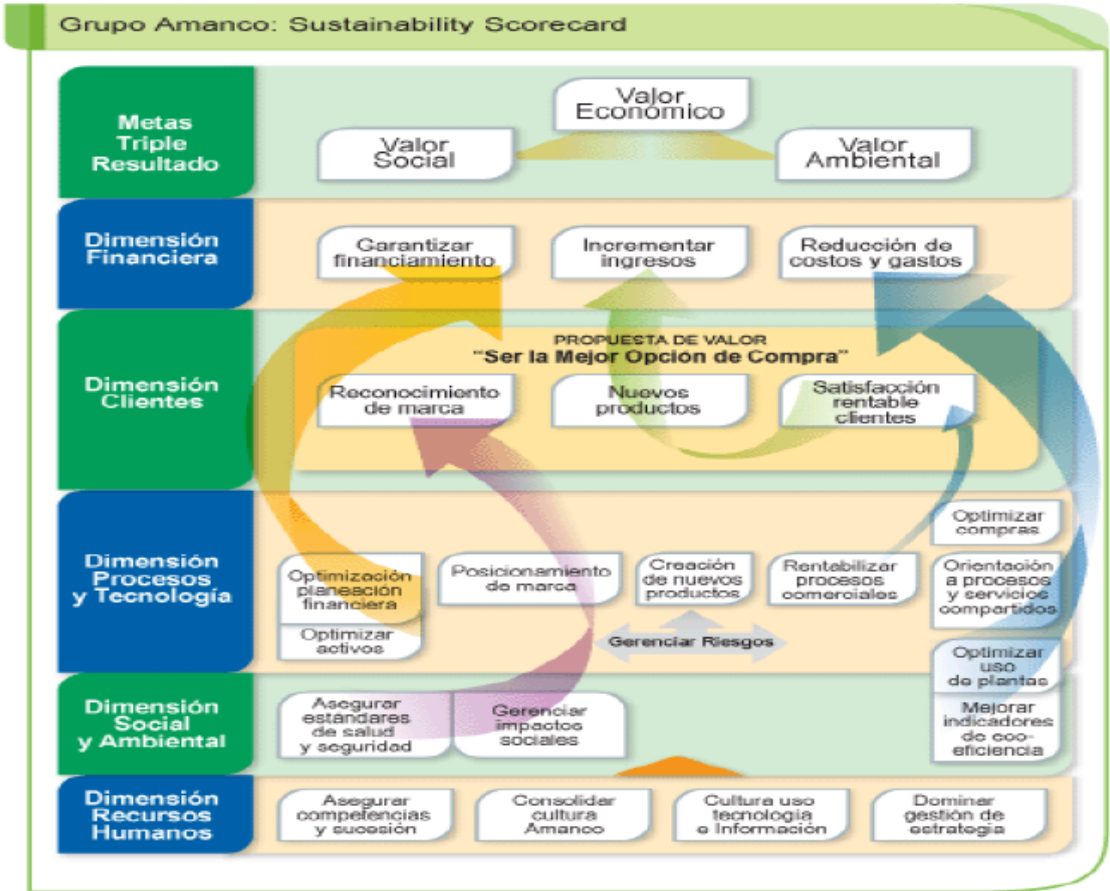 Grupo Amanco: Sustainability Scorecard
Metas
Triple
Resultado
Valor
Económico
Valor
Social
Valor
Ambiental
Dimensión
Financiera
Garantizar
financiamiento
Incrementar
ingresos
Reducción de
costos y gastos
Dimensión
Clientes
PROPUESTA DE VALOR
"Ser la Mejor Opción de Compra"
Reconocimiento
de marca
Nuevos
productos
Satisfacción
rentable
clientes
Dimensión
Procesos
y Tecnología
Optimización
planeación
financiera
Optimizar
activos
Posicionamiento
de marca
Creación
de nuevos
productos
Rentabilizar
procesos
comerciales
Optimizar
compras
Orientación
a procesos
y servicios
compartidos
Gerenciar Riesgos
Optimizar
uso
de plantas
Dimensión
Social
y Ambiental
Asegurar
estándares
de salud
y seguridad
Gerenciar
impactos
sociales
Mejorar
indicadores
de eco-
eficiencia
Dimensión
Recursos
Humanos
Asegurar
competencias
y sucesión
Consolidar
cultura
Amanco
Cultura uso
tecnología
e Información
Dominar
gestión de
estrategia